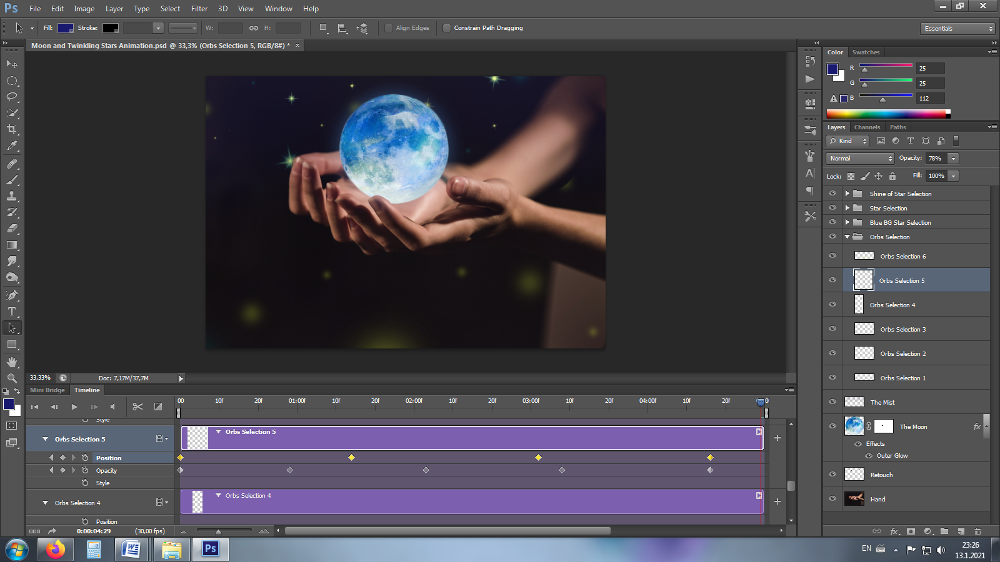 Ps File Edit Image Layer Type Select Filter 3D View Window Help
Fill: Stroke: W: H: Align Edges Constrain Path Dragging Essentials
Moon and Twinkling Stars Animation.psd @ 33,3% (Orbs Selection 5, RGB/8#) * ×
Color Swatches
R 25
G 25
B 112
Layers Channels Paths
Kind
Normal Opacity: 78%
Lock: Fill: 100%
Shine of Star Selection
Star Selection
Blue BG Star Selection
Orbs Selection
Orbs Selection 6
Orbs Selection 5
Orbs Selection 4
Orbs Selection 3
Orbs Selection 2
Orbs Selection 1
The Mist
The Moon fx
Effects
Outer Glow
Retouch
Hand
fx
33,33% Doc: 7,17M/37,7M
Mini Bridge Timeline
00 10f 20f 01:00f 10f 20f 02:00f 10f 20f 03:00f 10f 20f 04:00f 10f 20f 0
Style
Orbs Selection 5 Orbs Selection 5
Position
Opacity
Style
Orbs Selection 4 Orbs Selection 4
Position
0:00:04:29 (30,00 fps)
W Ps EN 23:26
13.1.2021